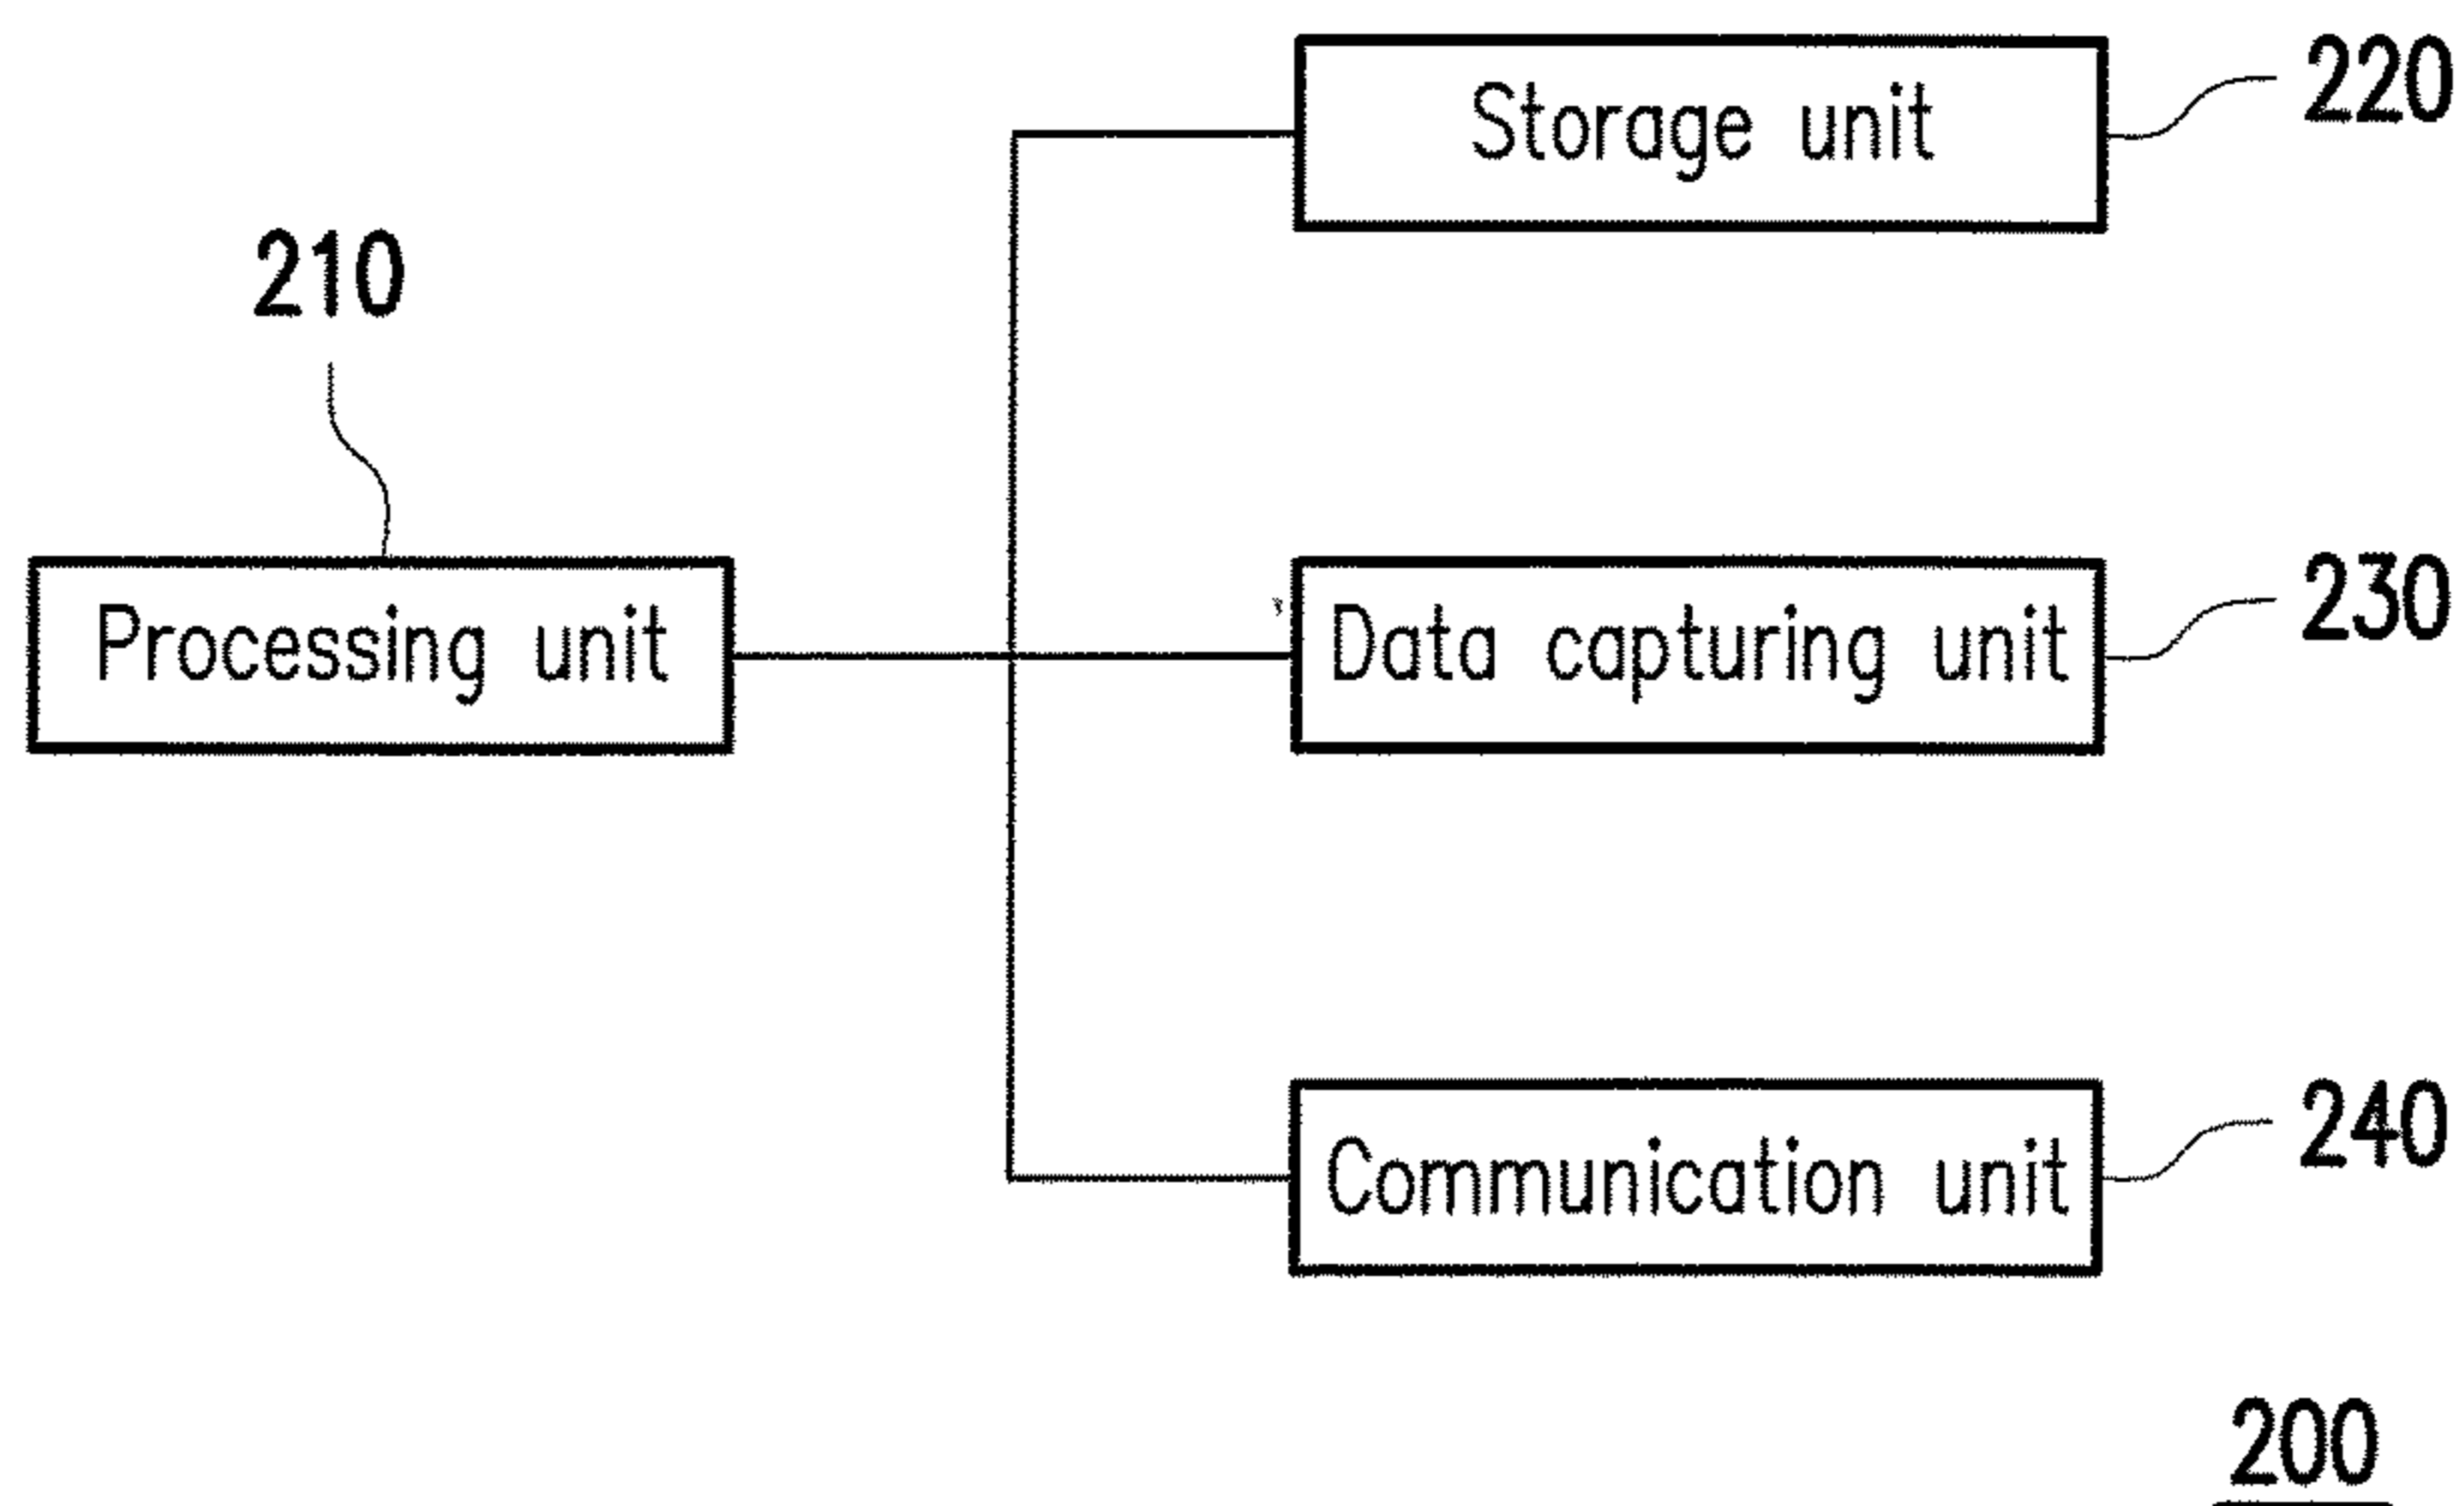 Storage unit
220
210
Processing unit
Data capturing unit
230
Communication unit
240
200